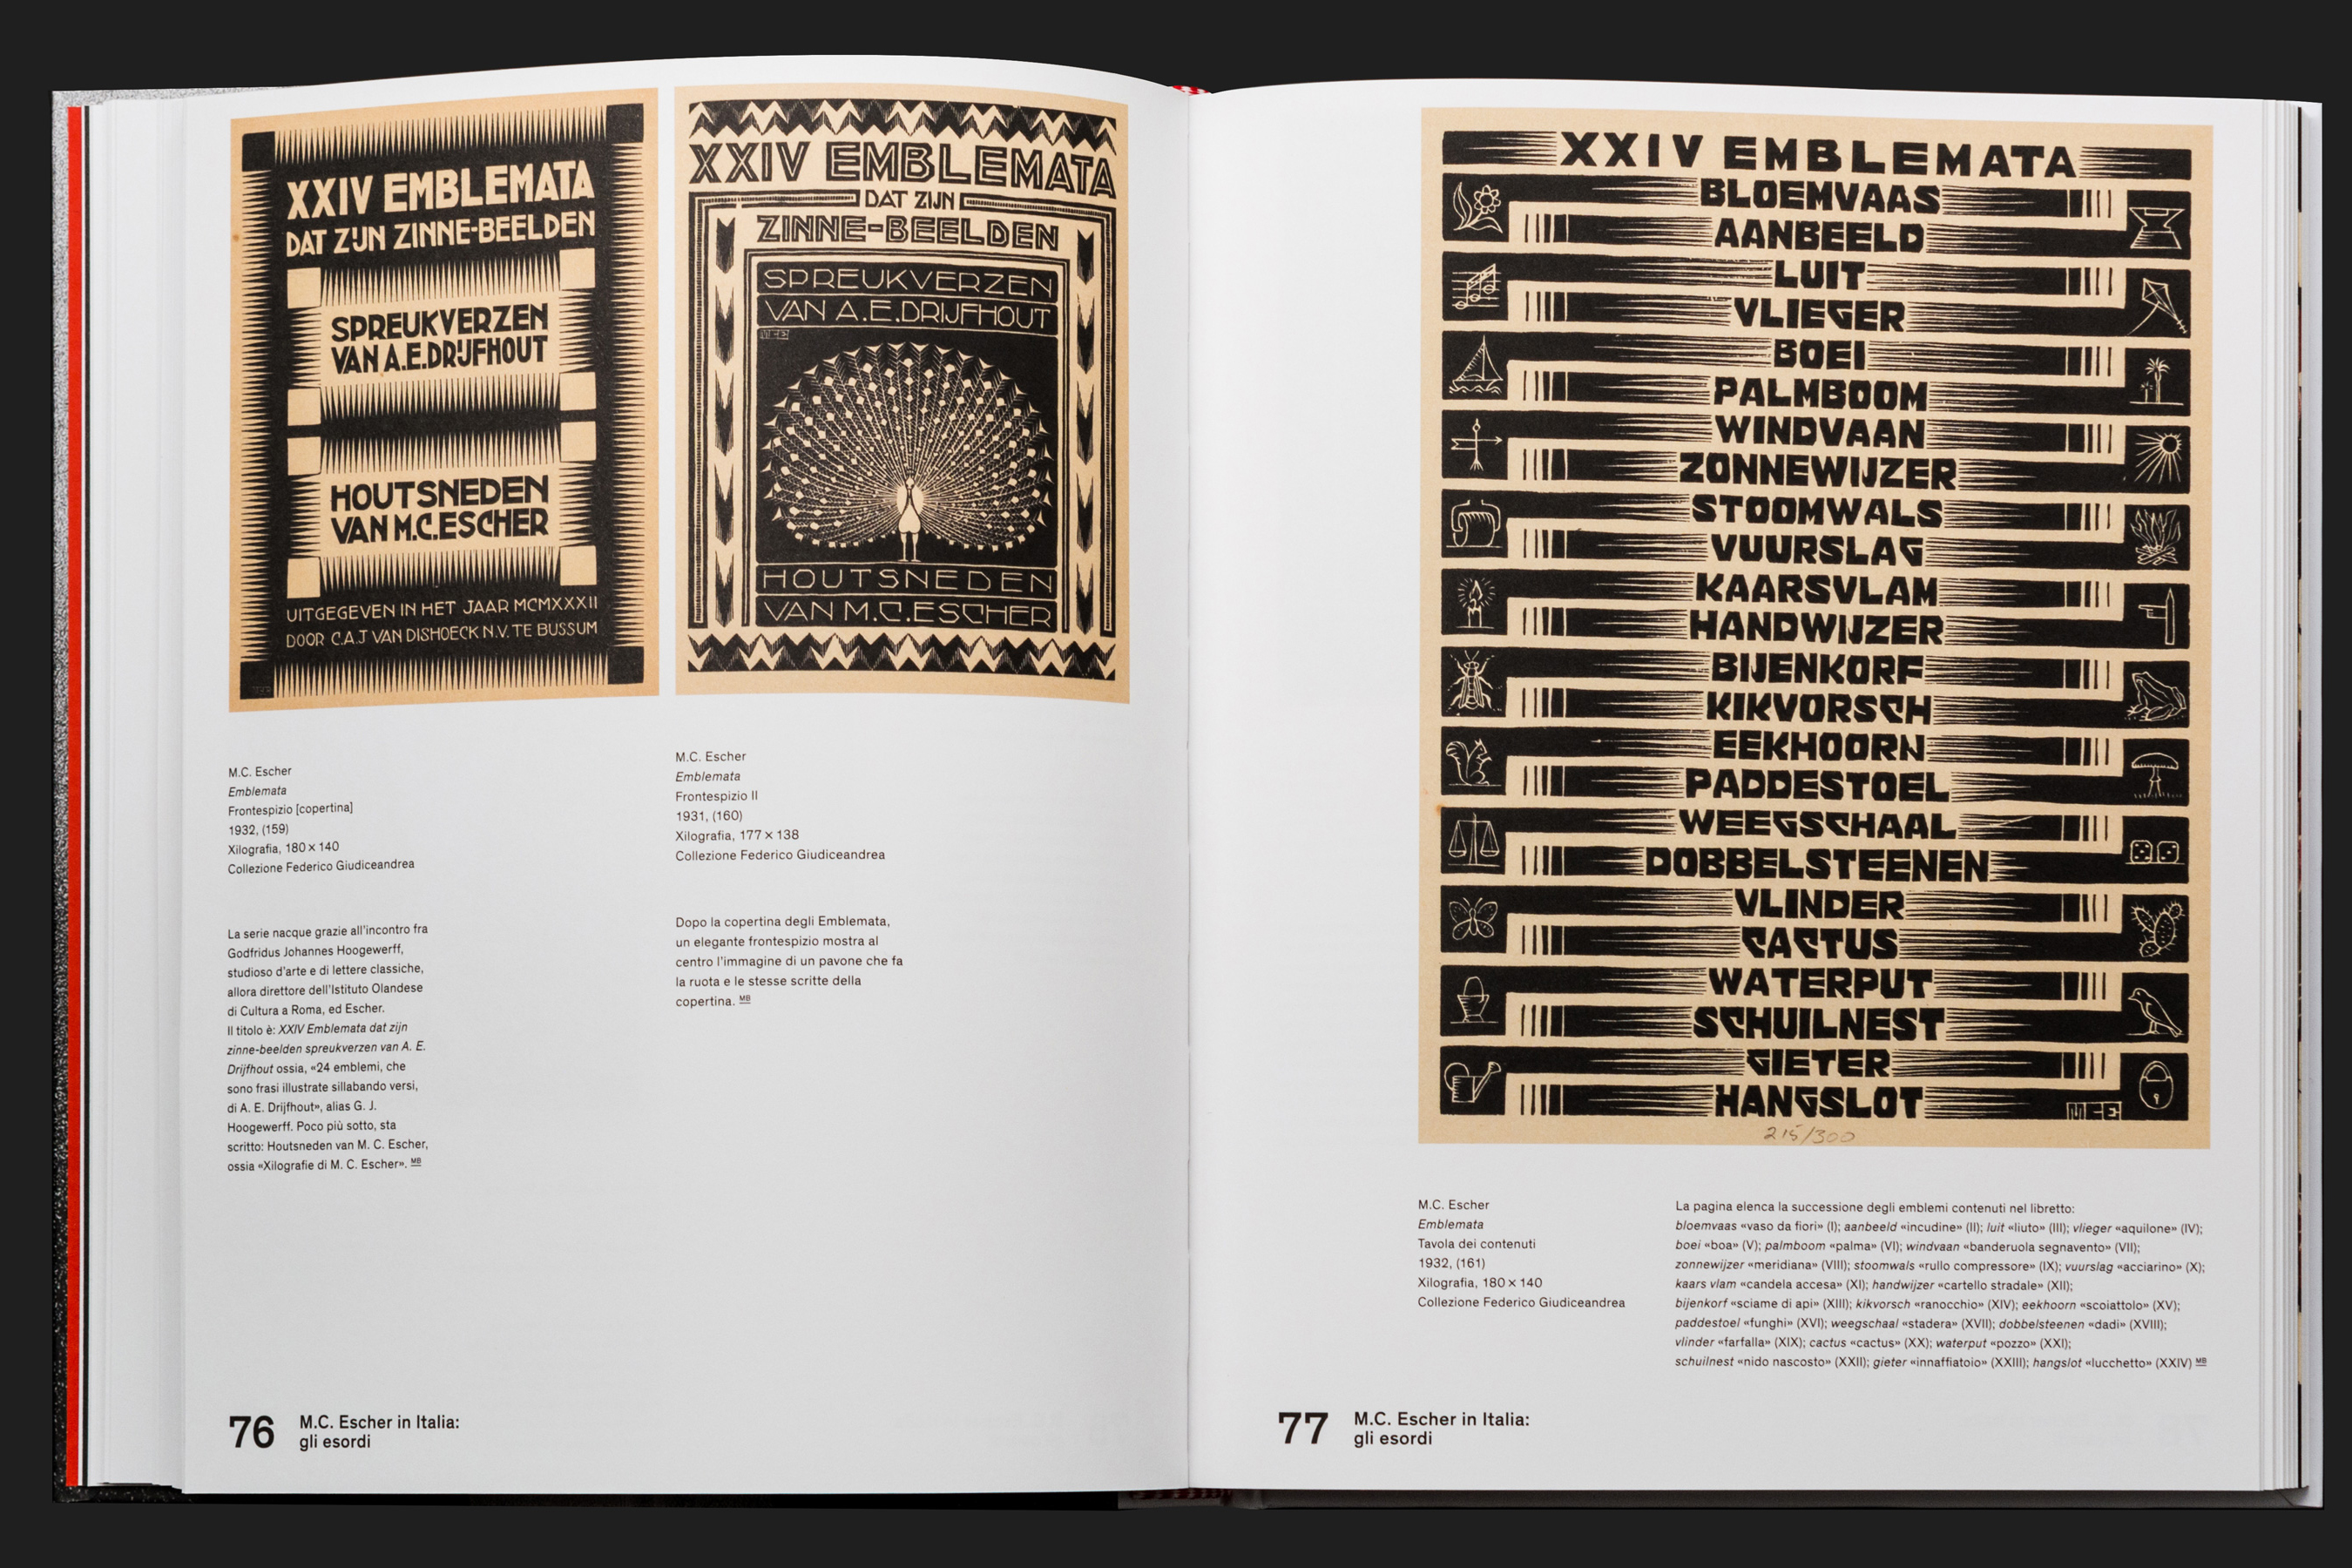 XXIV EMBLEMATA
DAT ZIJN ZINNE-BEELDEN
SPREUKVERZEN
VAN A.E.DRIJFHOUT
HOUTSNEDEN
VAN M.C.ESCHER
UITGEGEVEN IN HET JAAR MCMXXXII
DOOR C.A.J VAN DISHOECK N.V. TE BUSSUM
XXIV EMBLEMATA
DAT ZIJN
ZINNE-BEELDEN
SPREUKVERZEN
VAN A.E.DRIJFHOUT
HOUTSNEDEN
VAN M.C.ESCHER
M.C. Escher
Emblemata
Frontespizio [copertina]
1932, (159)
Xilografia, 180 × 140
Collezione Federico Giudiceandrea
La serie nacque grazie all'incontro fra
Godfridus Johannes Hoogewerff,
studioso d'arte e di lettere classiche,
allora direttore dell'Istituto Olandese
di Cultura a Roma, ed Escher.
Il titolo è: XXIV Emblemata dat zijn
zinne-beelden spreukverzen van A. E.
Drijfhout ossia, «24 emblemi, che
sono frasi illustrate sillabando versi,
di A. E. Drijfhout», alias G. J.
Hoogewerff. Poco più sotto, sta
scritto: Houtsneden van M. C. Escher,
ossia «Xilografie di M. C. Escher». MB
M.C. Escher
Emblemata
Frontespizio II
1931, (160)
Xilografia, 177 × 138
Collezione Federico Giudiceandrea
Dopo la copertina degli Emblemata,
un elegante frontespizio mostra al
centro l'immagine di un pavone che fa
la ruota e le stesse scritte della
copertina. MB
76
M.C. Escher in Italia:
gli esordi
XXIV EMBLEMATA
BLOEMVAAS
AANBEELD
LUIT
VLIEGER
BOEI
PALMBOOM
WINDVAAN
ZONNEWIJZER
STOOMWALS
VUURSLAG
KAARSVLAM
HANDWIJZER
BIJENKORF
KIKVORSCH
EEKHOORN
PADDESTOEL
WEEGSCHAAL
DOBBELSTEENEN
VLINDER
CACTUS
WATERPUT
SCHUILNEST
GIETER
HANGSLOT
MCE
215/300
M.C. Escher
Emblemata
Tavola dei contenuti
1932, (161)
Xilografia, 180 × 140
Collezione Federico Giudiceandrea
La pagina elenca la successione degli emblemi contenuti nel libretto:
bloemvaas «vaso da fiori» (I); aanbeeld «incudine» (II); luit «liuto» (III); vlieger «aquilone» (IV);
boei «boa» (V); palmboom «palma» (VI); windvaan «banderuola segnavento» (VII);
zonnewijzer «meridiana» (VIII); stoomwals «rullo compressore» (IX); vuurslag «acciarino» (X);
kaars vlam «candela accesa» (XI); handwijzer «cartello stradale» (XII);
bijenkorf «sciame di api» (XIII); kikvorsch «ranocchio» (XIV); eekhoorn «scoiattolo» (XV);
paddestoel «funghi» (XVI); weegschaal «stadera» (XVII); dobbelsteenen «dadi» (XVIII);
vlinder «farfalla» (XIX); cactus «cactus» (XX); waterput «pozzo» (XXI);
schuilnest «nido nascosto» (XXII); gieter «innaffiatoio» (XXIII); hangslot «lucchetto» (XXIV) MB
77
M.C. Escher in Italia:
gli esordi